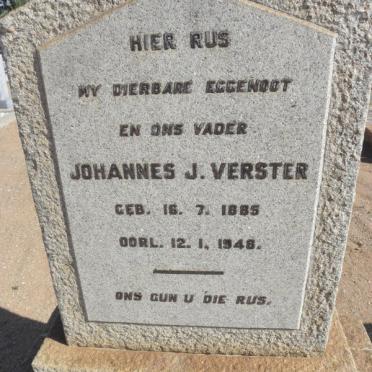 HIER RUS
MY DIERBARE EGGENOOT
EN ONS VADER
JOHANNES J. VERSTER
GEB. 16. 7. 1885
OORL. 12. 1. 1948.
ONS GUN U DIE RUS.